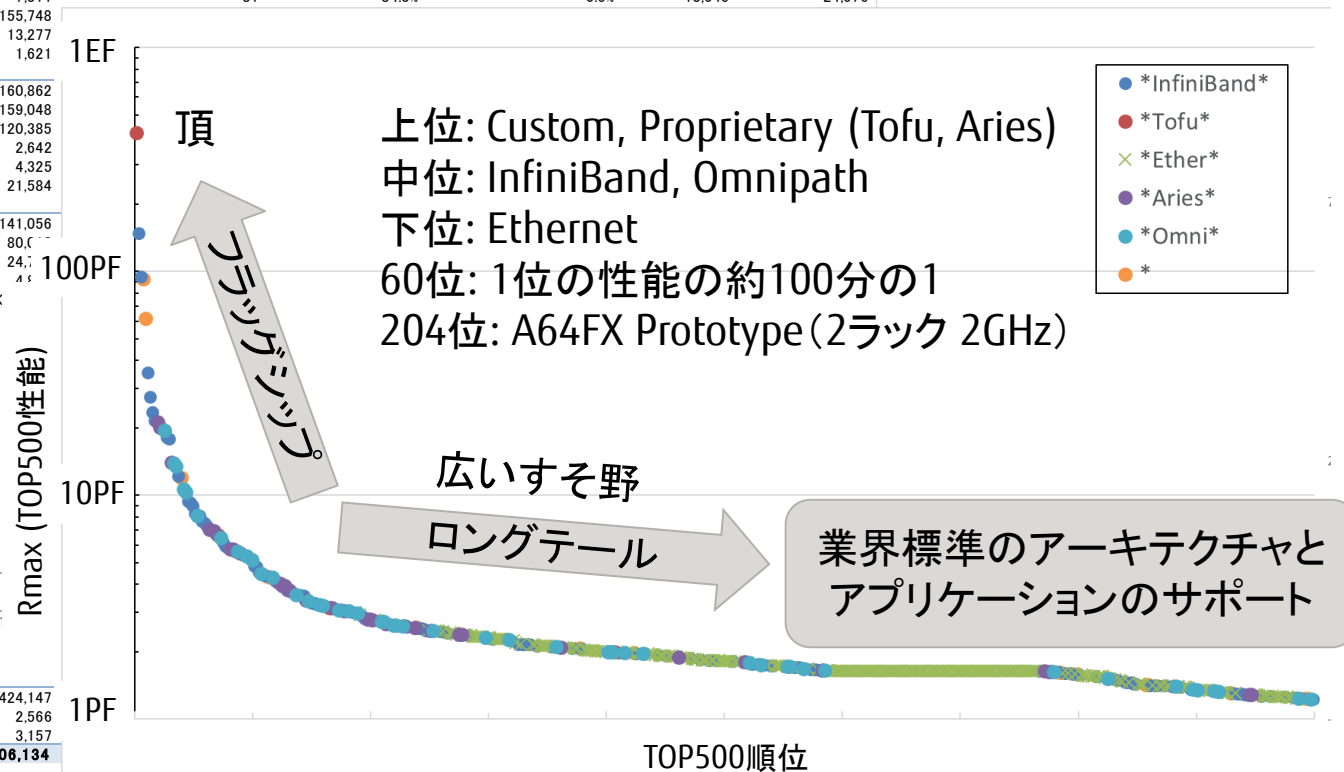 155,748
13,277
1,621
160,862
159,048
120,385
2,642
4,325
21,584
141,056
424,147
2,566
3,157
06,134
1EF
100PF
10PF
1PF
Rmax (TOP500性能)
TOP500順位
頂
フラッグシップ
上位: Custom, Proprietary (Tofu, Aries)
中位: InfiniBand, Omnipath
下位: Ethernet
60位: 1位の性能の約100分の1
204位: A64FX Prototype(2ラック 2GHz)
*InfiniBand*
*Tofu*
*Ether*
*Aries*
*Omni*
*
広いすそ野
ロングテール
業界標準のアーキテクチャと
アプリケーションのサポート